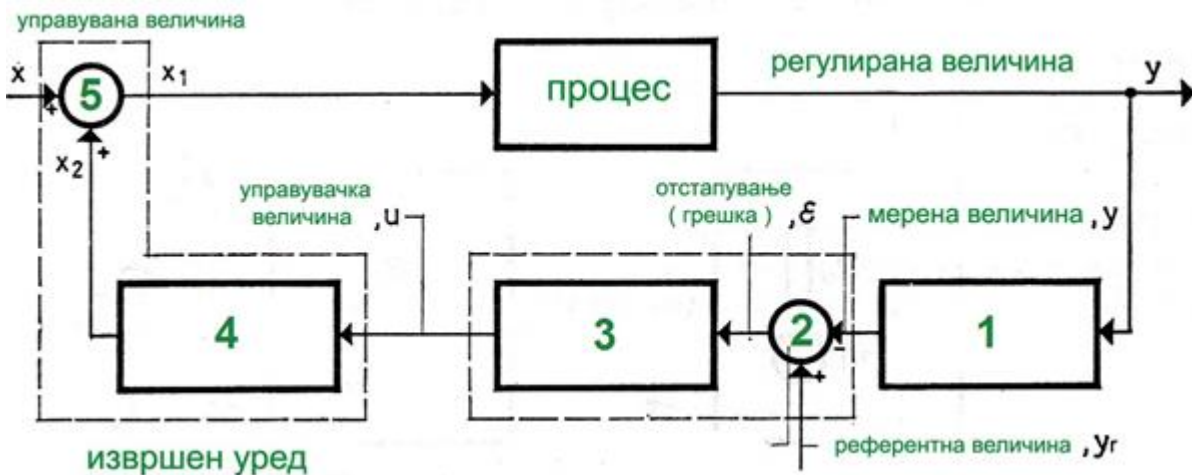 управувана величина
x
+
5
x₁
процес
регулирана величина
y
x₂
+
управувачка
величина
,u
отстапување
( грешка )
,ε
мерена величина , y
4
3
2
-
+
1
извршен уред
референтна величина , yr